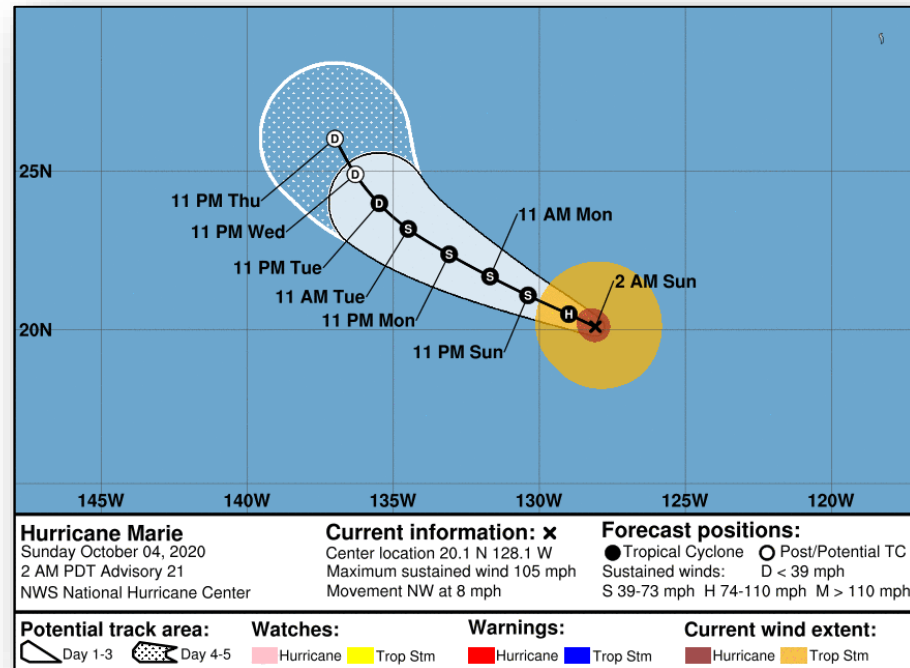 25N
20N
11 PM Thu
11 PM Wed
11 PM Tue
11 AM Tue
11 PM Mon
11 PM Sun
11 AM Mon
2 AM Sun
D
D
D
S
S
S
S
H
145W 140W 135W 130W 125W 120W
Hurricane Marie
Sunday October 04, 2020
2 AM PDT Advisory 21
NWS National Hurricane Center
Current information: ×
Center location 20.1 N 128.1 W
Maximum sustained wind 105 mph
Movement NW at 8 mph
Forecast positions:
Tropical Cyclone Post/Potential TC
Sustained winds: D < 39 mph
S 39-73 mph H 74-110 mph M > 110 mph
Potential track area:
Day 1-3 Day 4-5
Watches:
Hurricane Trop Stm
Warnings:
Hurricane Trop Stm
Current wind extent:
Hurricane Trop Stm